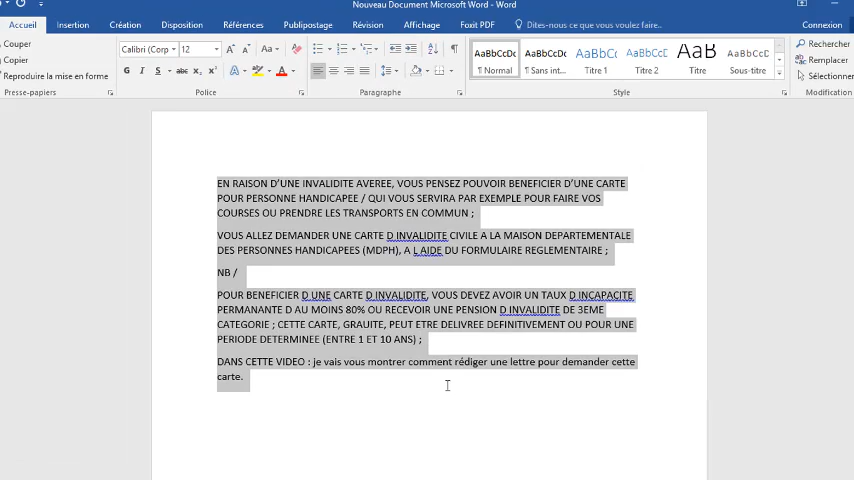 Nouveau Document Microsoft Word - Word
Accueil Insertion Création Disposition Références Publipostage Révision Affichage Foxit PDF Dites-nous ce que vous voulez faire.. Connexion
Couper
Copier
Reproduire la mise en forme
Presse-papiers
Calibri (Corp 12
G I S abc x₂ x²
Police
Paragraphe
AaBbCcDc AaBbCcDc AaBbCc AaBbCcD AaB AaBbCcD
¶ Normal ¶ Sans int... Titre 1 Titre 2 Titre Sous-titre
Style
Rechercher
Remplacer
Sélectionner
Modification
EN RAISON D’UNE INVALIDITE AVEREE, VOUS PENSEZ POUVOIR BENEFICIER D’UNE CARTE
POUR PERSONNE HANDICAPEE / QUI VOUS SERVIRA PAR EXEMPLE POUR FAIRE VOS
COURSES OU PRENDRE LES TRANSPORTS EN COMMUN ;
VOUS ALLEZ DEMANDER UNE CARTE D INVALIDITE CIVILE A LA MAISON DEPARTEMENTALE
DES PERSONNES HANDICAPEES (MDPH), A L AIDE DU FORMULAIRE REGLEMENTAIRE ;
NB /
POUR BENEFICIER D UNE CARTE D INVALIDITE, VOUS DEVEZ AVOIR UN TAUX D INCAPACITE
PERMANANTE D AU MOINS 80% OU RECEVOIR UNE PENSION D INVALIDITE DE 3EME
CATEGORIE ; CETTE CARTE, GRAUITE, PEUT ETRE DELIVREE DEFINITIVEMENT OU POUR UNE
PERIODE DETERMINEE (ENTRE 1 ET 10 ANS) ;
DANS CETTE VIDEO : je vais vous montrer comment rédiger une lettre pour demander cette
carte.